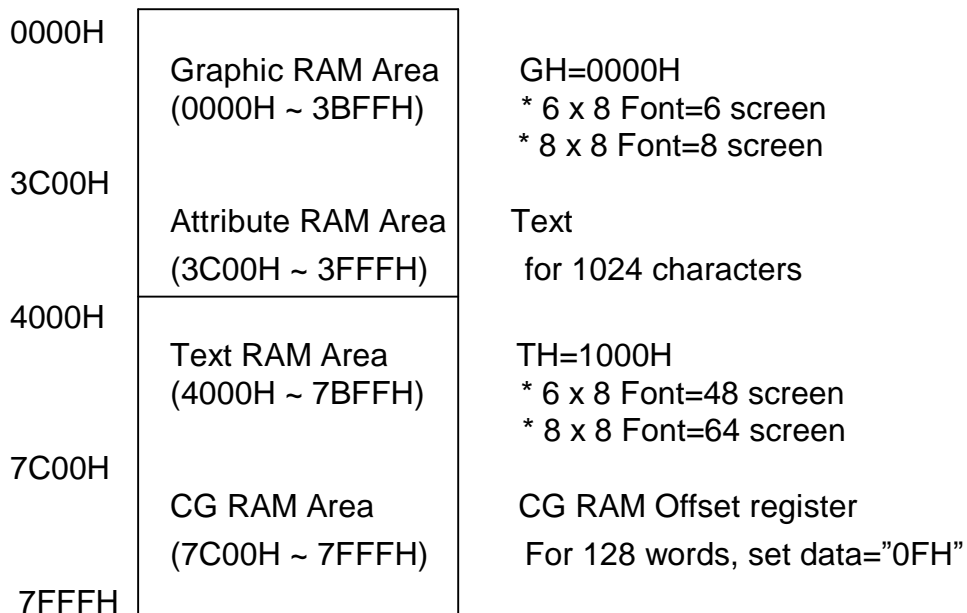 0000H
Graphic RAM Area GH=0000H
(0000H ~ 3BFFH) * 6 x 8 Font=6 screen
* 8 x 8 Font=8 screen
3C00H
Attribute RAM Area Text
(3C00H ~ 3FFFH) for 1024 characters
4000H
Text RAM Area TH=1000H
(4000H ~ 7BFFH) * 6 x 8 Font=48 screen
* 8 x 8 Font=64 screen
7C00H
CG RAM Area CG RAM Offset register
(7C00H ~ 7FFFH) For 128 words, set data=”0FH”
7FFFH